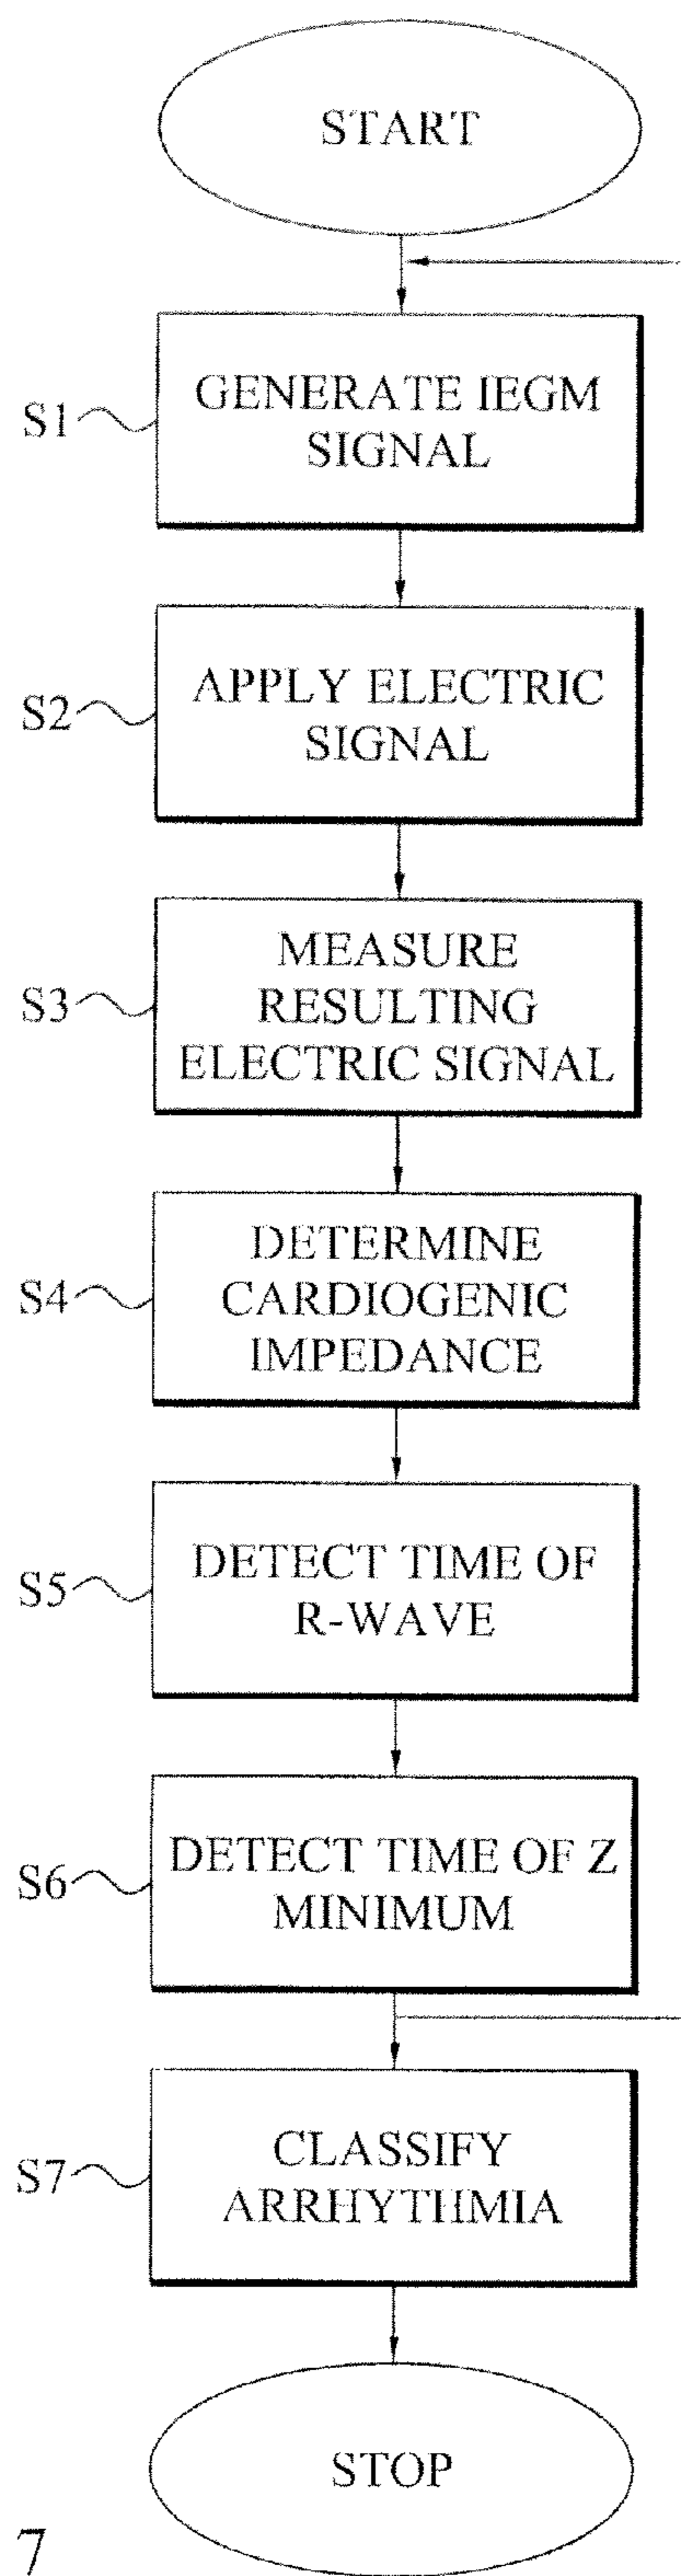 START
S1
GENERATE IEGM
SIGNAL
S2
APPLY ELECTRIC
SIGNAL
S3
MEASURE
RESULTING
ELECTRIC SIGNAL
S4
DETERMINE
CARDIOGENIC
IMPEDANCE
S5
DETECT TIME OF
R-WAVE
S6
DETECT TIME OF Z
MINIMUM
S7
CLASSIFY
ARRHYTHMIA
STOP
7